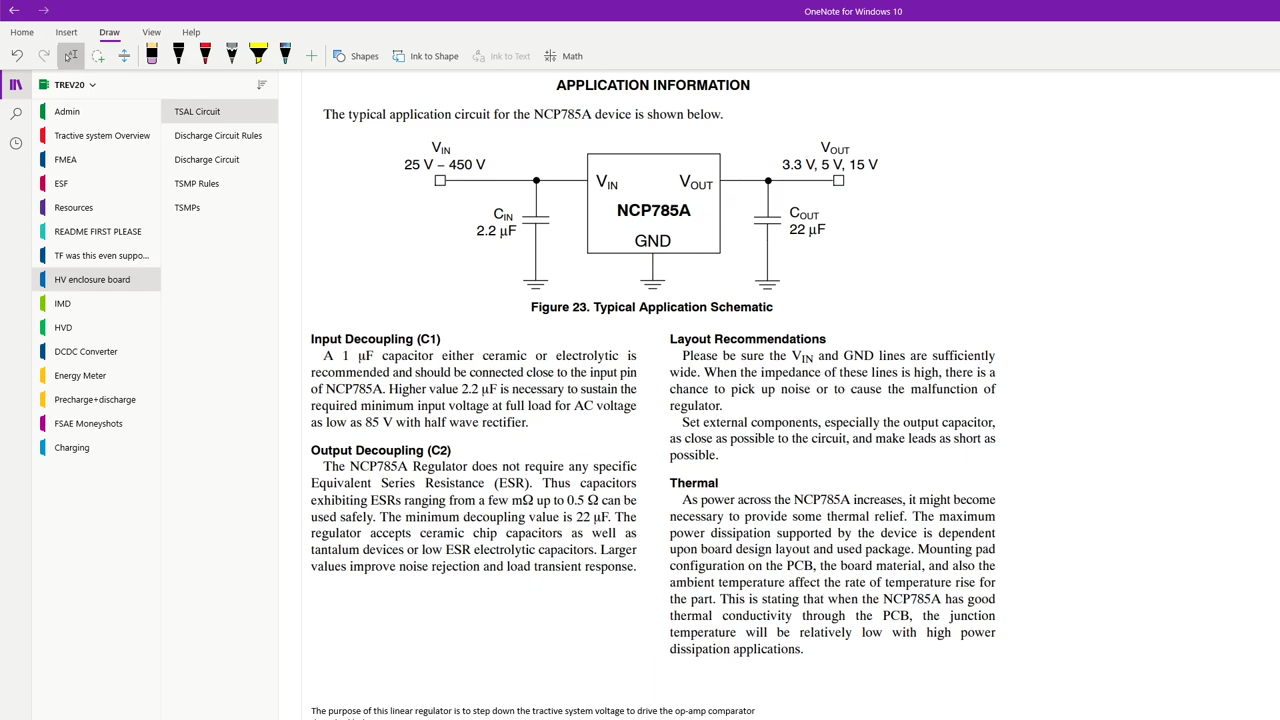 OneNote for Windows 10
Home
Insert
Draw
View
Help
Shapes
Ink to Shape
Ink to Text
Math
TREV20
Admin
Tractive system Overview
FMEA
ESF
Resources
README FIRST PLEASE
TF was this even suppo...
HV enclosure board
IMD
HVD
DCDC Converter
Energy Meter
Precharge+discharge
FSAE Moneyshots
Charging
TSAL Circuit
Discharge Circuit Rules
Discharge Circuit
TSMP Rules
TSMPs
APPLICATION INFORMATION
The typical application circuit for the NCP785A device is shown below.
VIN
25 V – 450 V
CIN
2.2 µF
VIN
VOUT
NCP785A
GND
VOUT
3.3 V, 5 V, 15 V
COUT
22 µF
Figure 23. Typical Application Schematic
Input Decoupling (C1)
A 1 µF capacitor either ceramic or electrolytic is
recommended and should be connected close to the input pin
of NCP785A. Higher value 2.2 µF is necessary to sustain the
required minimum input voltage at full load for AC voltage
as low as 85 V with half wave rectifier.
Output Decoupling (C2)
The NCP785A Regulator does not require any specific
Equivalent Series Resistance (ESR). Thus capacitors
exhibiting ESRs ranging from a few mΩ up to 0.5 Ω can be
used safely. The minimum decoupling value is 22 µF. The
regulator accepts ceramic chip capacitors as well as
tantalum devices or low ESR electrolytic capacitors. Larger
values improve noise rejection and load transient response.
Layout Recommendations
Please be sure the VIN and GND lines are sufficiently
wide. When the impedance of these lines is high, there is a
chance to pick up noise or to cause the malfunction of
regulator.
Set external components, especially the output capacitor,
as close as possible to the circuit, and make leads as short as
possible.
Thermal
As power across the NCP785A increases, it might become
necessary to provide some thermal relief. The maximum
power dissipation supported by the device is dependent
upon board design layout and used package. Mounting pad
configuration on the PCB, the board material, and also the
ambient temperature affect the rate of temperature rise for
the part. This is stating that when the NCP785A has good
thermal conductivity through the PCB, the junction
temperature will be relatively low with high power
dissipation applications.
The purpose of this linear regulator is to step down the tractive system voltage to drive the op-amp comparator